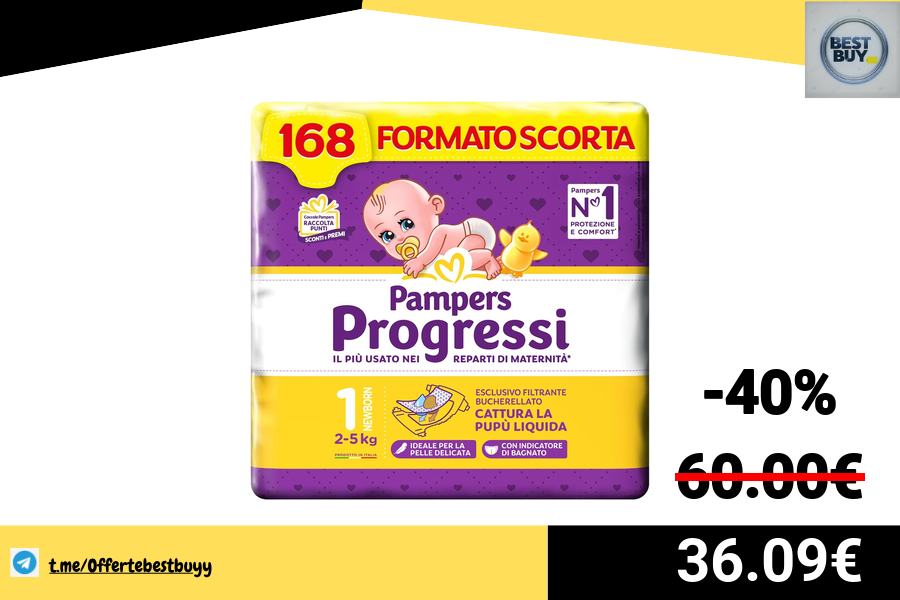 BEST
BUY
168 FORMATO SCORTA
Coccole Pampers
RACCOLTA
PUNTI
SCONTI E PREMI
Pampers
N°1
PROTEZIONE
E COMFORT*
Pampers
Progressi
IL PIÙ USATO NEI REPARTI DI MATERNITÀ*
1 NEWBORN
2-5 kg
PRODOTTO IN ITALIA
ESCLUSIVO FILTRANTE
BUCHERELLATO
CATTURA LA
PUPÙ LIQUIDA
IDEALE PER LA
PELLE DELICATA
CON INDICATORE
DI BAGNATO
-40%
60.00€
36.09€
t.me/Offertebestbuyy